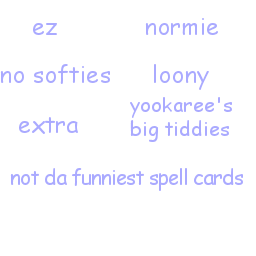 ez normie
no softies loony
extra yookaree's
big tiddies
not da funniest spell cards